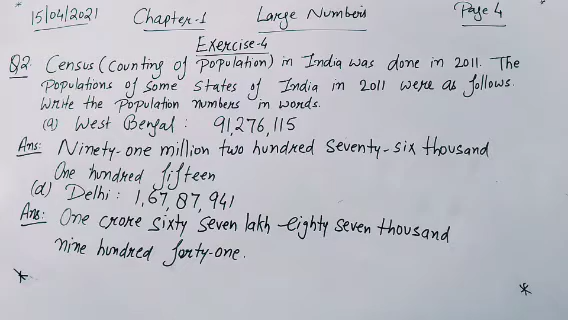 15/04/2021 Chapter-1 Large Numbers Page 4
Exercise-4
Q2. Census (counting of population) in India was done in 2011. The
populations of some states of India in 2011 were as follows.
Write the population numbers in words.
(a) West Bengal : 91,276,115
Ans: Ninety-one million two hundred seventy-six thousand
One hundred fifteen
(d) Delhi : 1,67,87,941
Ans: One crore sixty seven lakh eighty seven thousand
nine hundred forty-one.